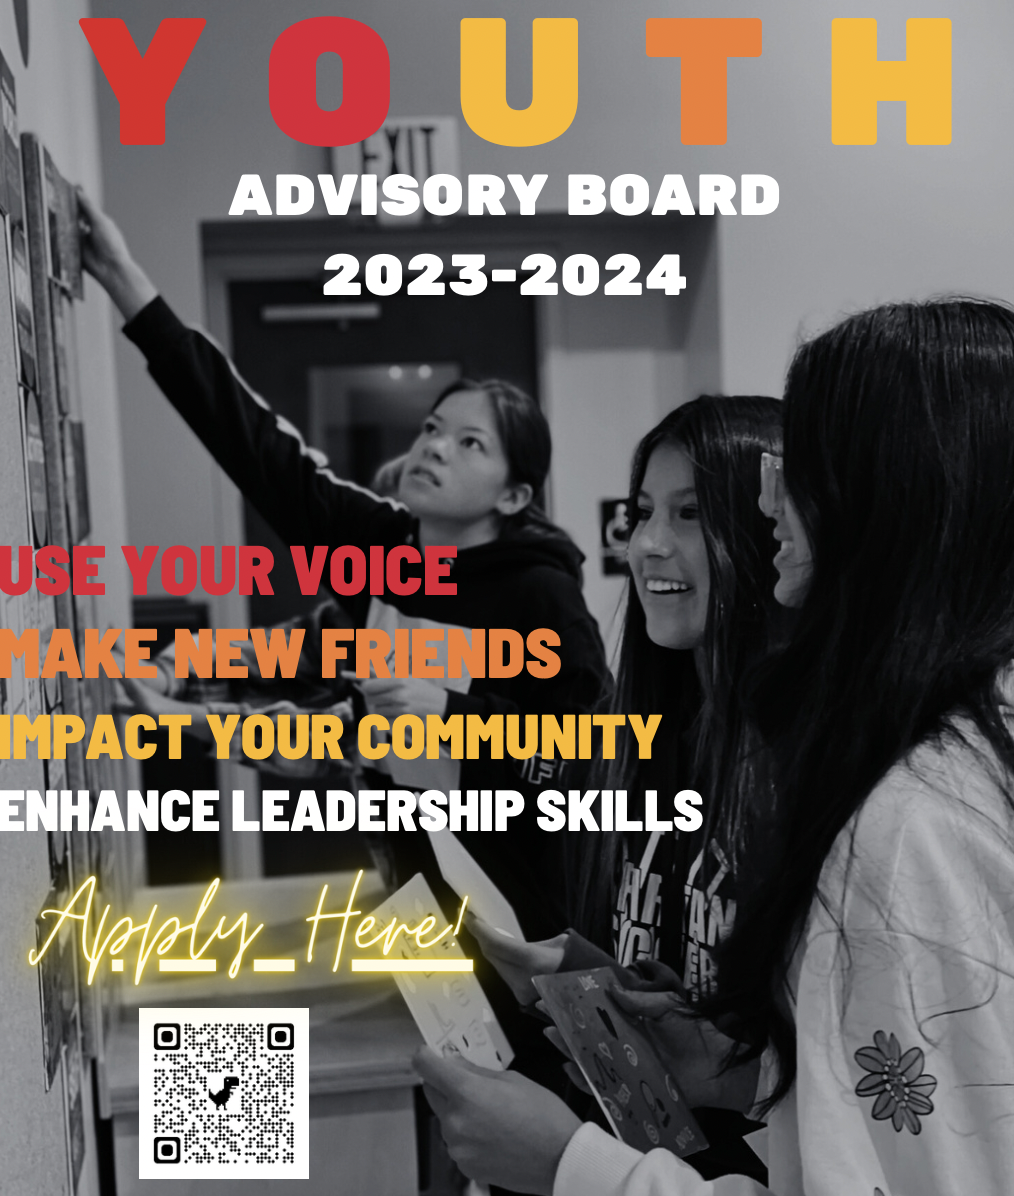 YOUTH
EXIT
ADVISORY BOARD
2023-2024
USE YOUR VOICE
MAKE NEW FRIENDS
IMPACT YOUR COMMUNITY
ENHANCE LEADERSHIP SKILLS
Apply Here!